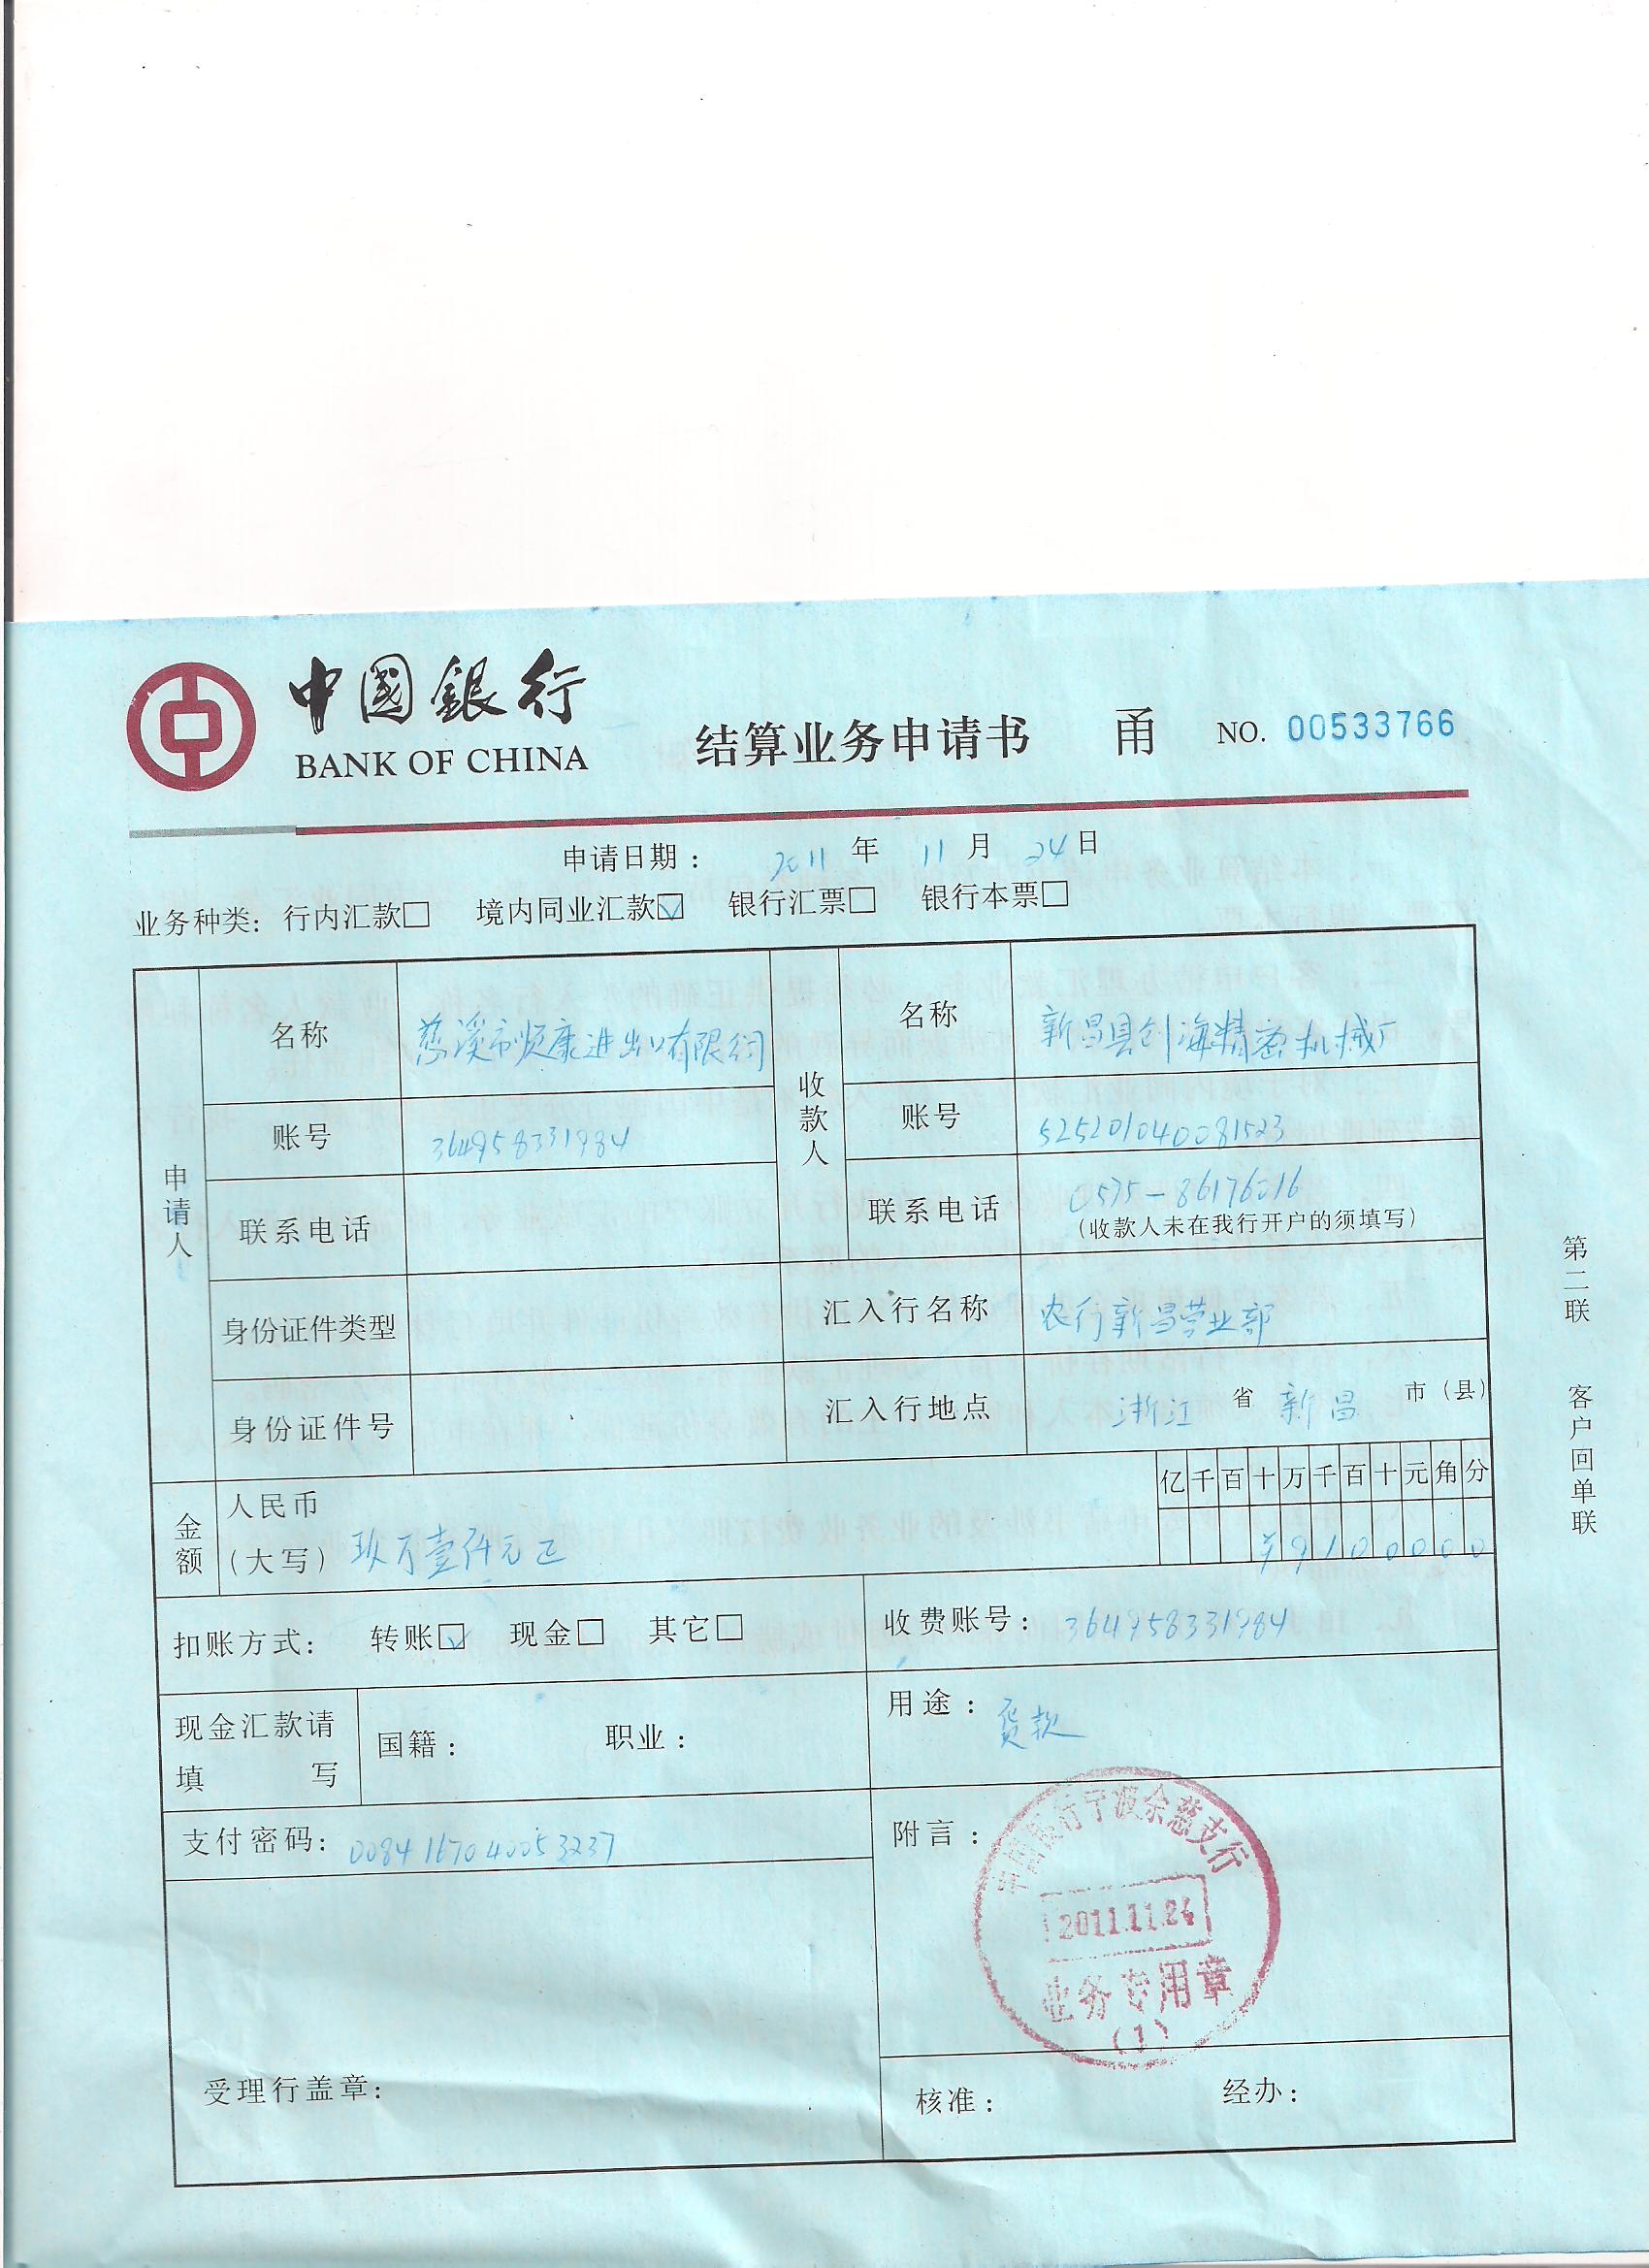 中國銀行
BANK OF CHINA
结算业务申请书 甬 NO. 00533766
申请日期： 2011 年 11 月 24 日
业务种类: 行内汇款□ 境内同业汇款☑ 银行汇票□ 银行本票□
申请人
名称 慈溪市顺康进出口有限公司
账号 364958331984
联系电话
身份证件类型
身份证件号
收款人
名称 新昌县创海精密机械厂
账号 525201040081523
联系电话 0575-86176016
（收款人未在我行开户的须填写）
汇入行名称 农行新昌营业部
汇入行地点 浙江 省 新昌 市（县）
金额
人民币
（大写） 玖万壹仟元正
亿千百十万千百十元角分
¥9100000
扣账方式: 转账☑ 现金□ 其它□
收费账号: 364958331984
现金汇款请
填 写
国籍: 职业:
用途: 货款
支付密码: 0084167040053237
附言:
中国银行宁波余慈支行
2011.11.24
业务专用章
(1)
受理行盖章:
核准: 经办:
第二联 客户回单联